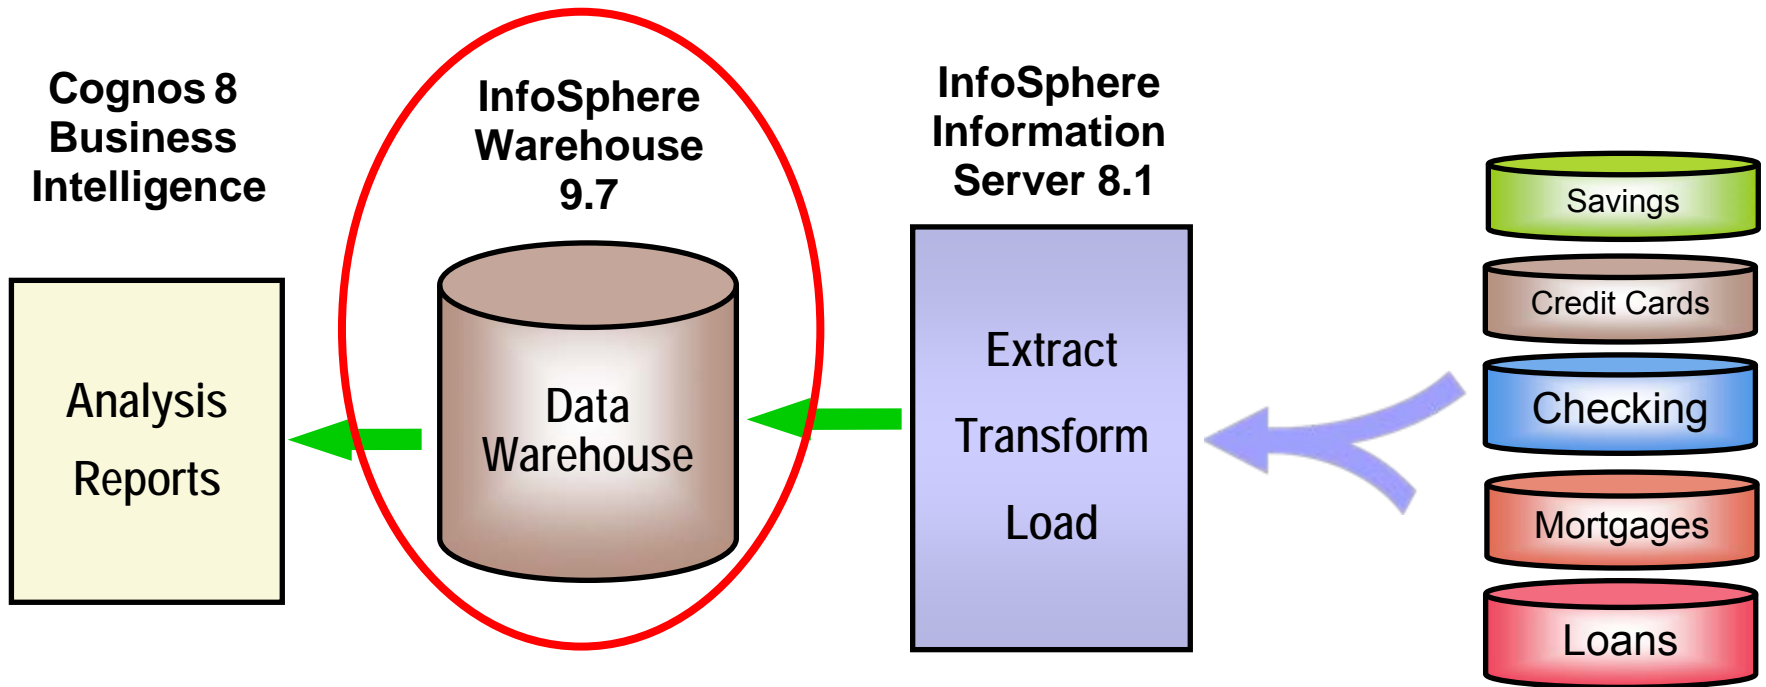 Cognos 8
Business
Intelligence
Analysis
Reports
InfoSphere
Warehouse
9.7
Data
Warehouse
InfoSphere
Information
Server 8.1
Extract
Transform
Load
Savings
Credit Cards
Checking
Mortgages
Loans